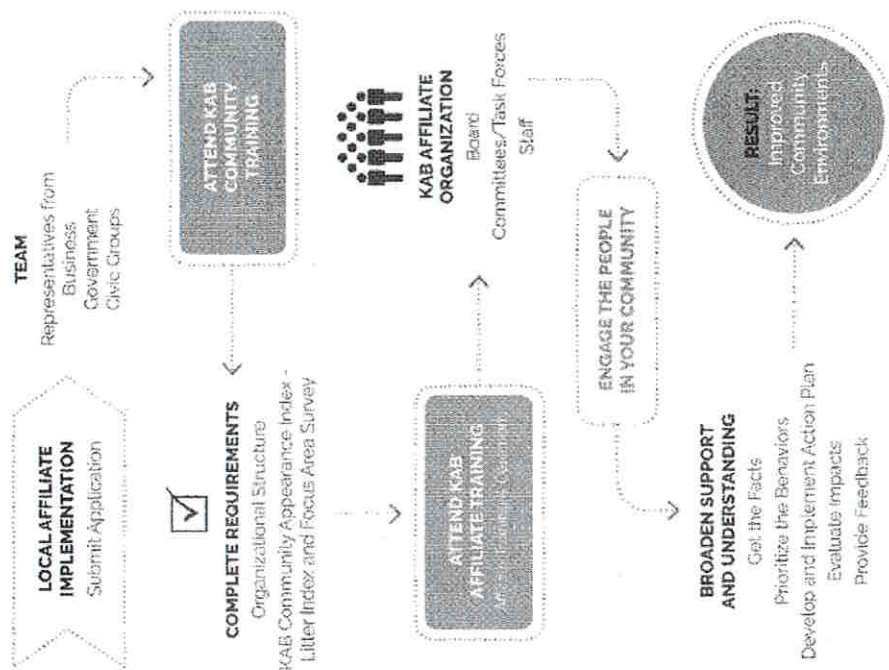 LOCAL AFFILIATE
IMPLEMENTATION
Submit Application
TEAM
Representatives from
Business
Government
Civic Groups
ATTEND KAB
COMMUNITY
TRAINING
COMPLETE REQUIREMENTS
Organizational Structure
KAB Community Appearance Index -
Litter Index and Focus Area Survey
ATTEND KAB
AFFILIATE TRAINING
KAB AFFILIATE
ORGANIZATION
Board
Committees/Task Forces
Staff
ENGAGE THE PEOPLE
IN YOUR COMMUNITY
BROADEN SUPPORT
AND UNDERSTANDING
Get the Facts
Prioritize the Behaviors
Develop and Implement Action Plan
Evaluate Impacts
Provide Feedback
RESULT:
Improved
Community
Environments